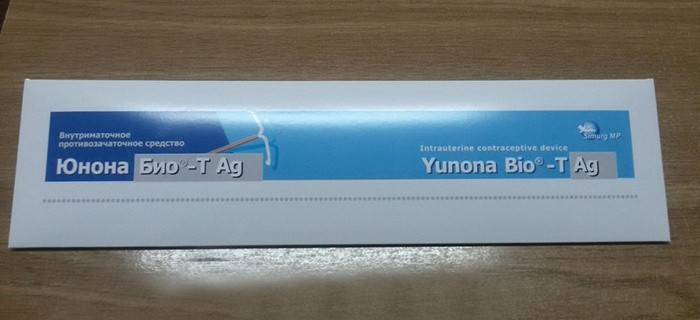 Внутриматочное
противозачаточное средство
Юнона Био®-Т Ag
Simurg MP
Intrauterine contraceptive device
Yunona Bio®-T Ag